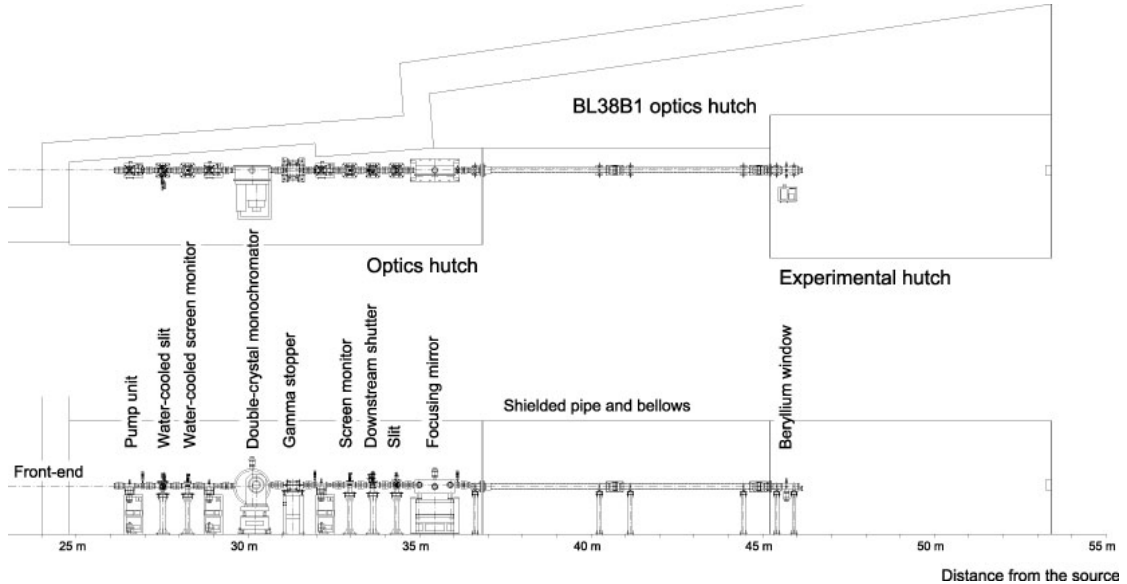 BL38B1 optics hutch
Optics hutch
Experimental hutch
Pump unit
Water-cooled slit
Water-cooled screen monitor
Double-crystal monochromator
Gamma stopper
Screen monitor
Downstream shutter
Slit
Focusing mirror
Beryllium window
Shielded pipe and bellows
Front-end
25 m
30 m
35 m
40 m
45 m
50 m
55 m
Distance from the source